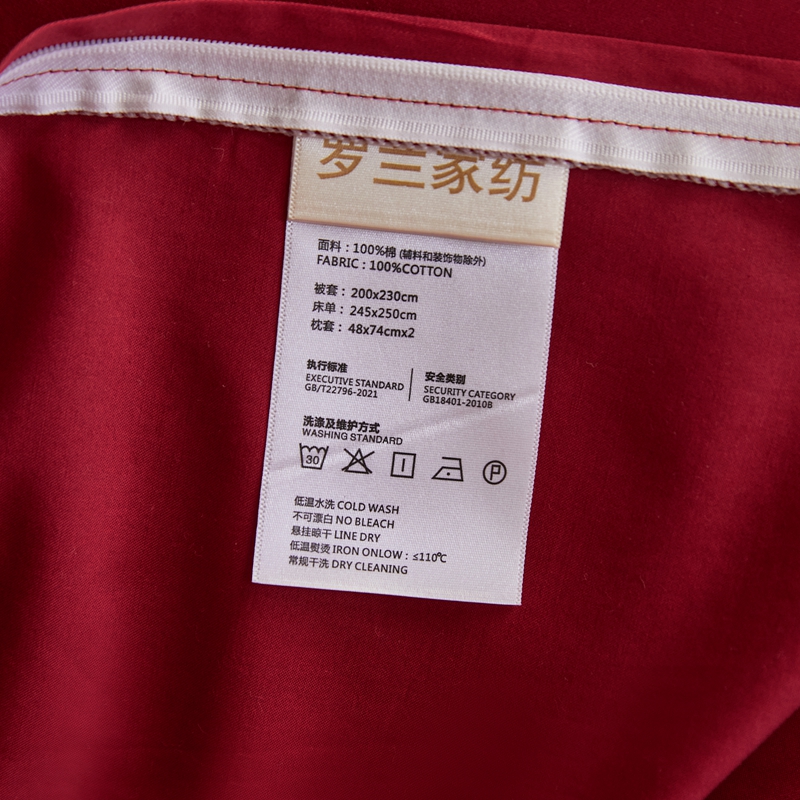 罗兰家纺
面料：100%棉 (辅料和装饰物除外)
FABRIC：100%COTTON
被套：200x230cm
床单：245x250cm
枕套：48x74cmx2
执行标准
EXECUTIVE STANDARD
GB/T22796-2021
安全类别
SECURITY CATEGORY
GB18401-2010B
洗涤及维护方式
WASHING STANDARD
30 P
低温水洗 COLD WASH
不可漂白 NO BLEACH
悬挂晾干 LINE DRY
低温熨烫 IRON ONLOW：≤110℃
常规干洗 DRY CLEANING